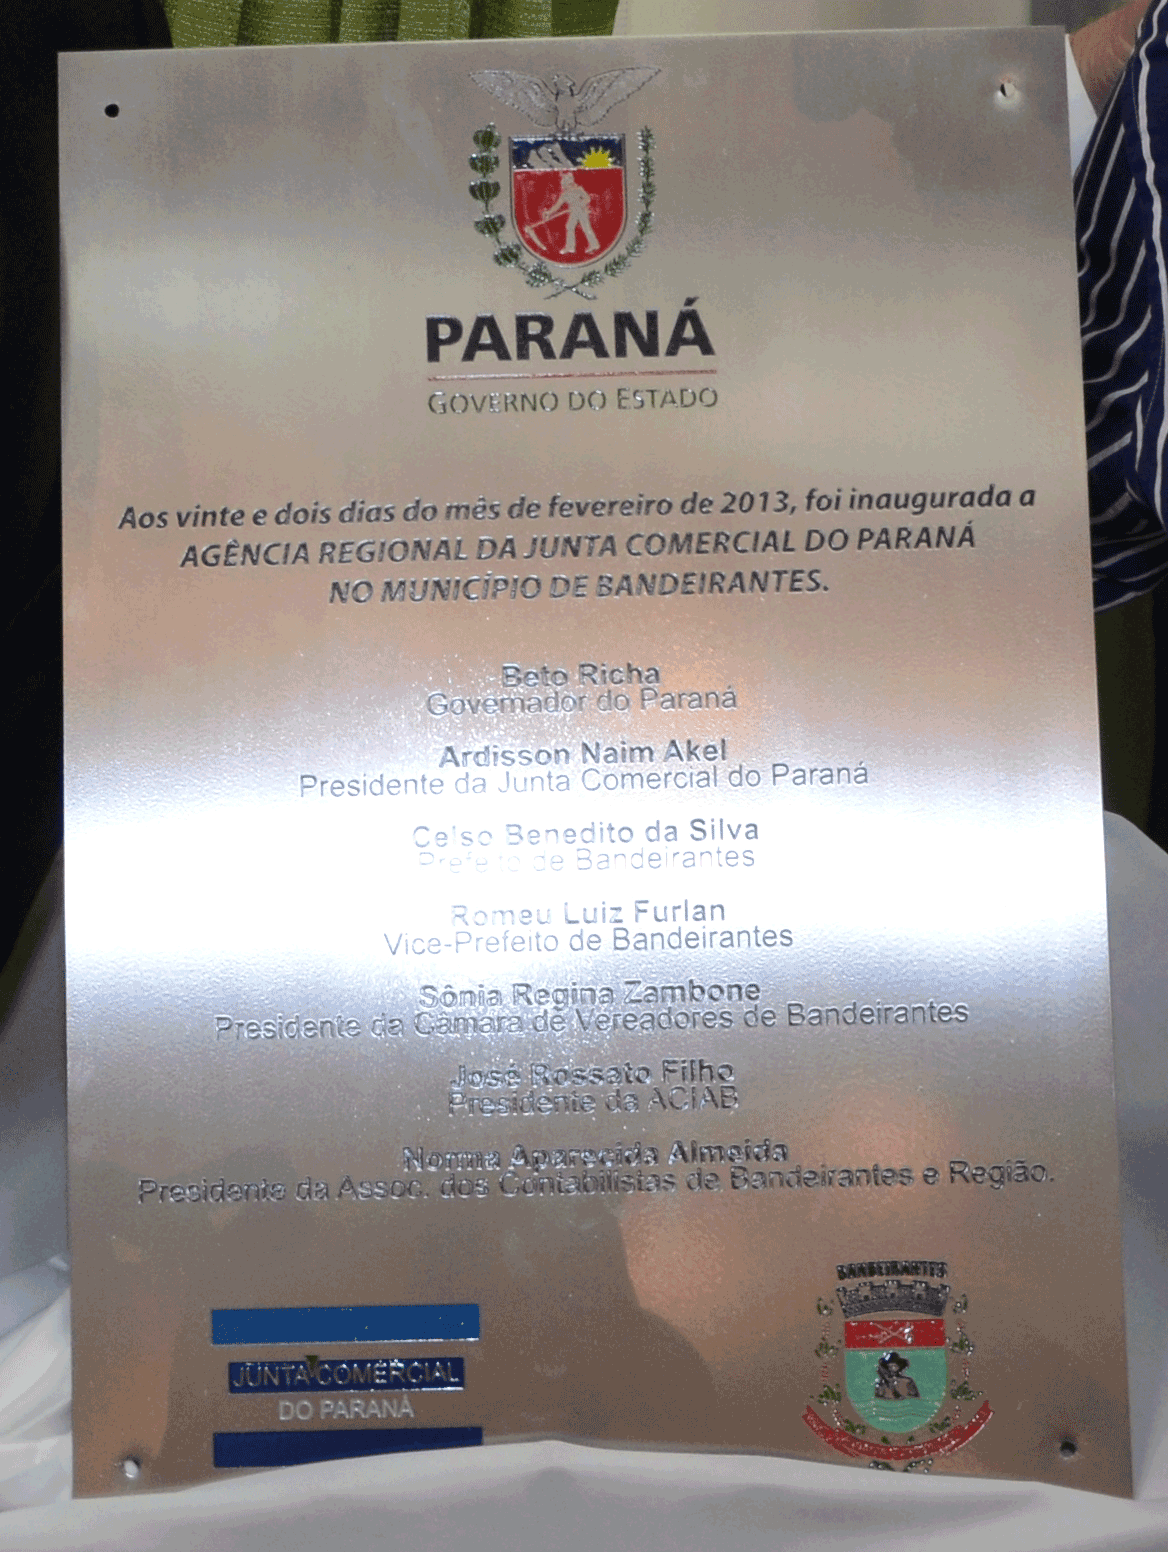 PARANÁ
GOVERNO DO ESTADO
Aos vinte e dois dias do mês de fevereiro de 2013, foi inaugurada a
AGÊNCIA REGIONAL DA JUNTA COMERCIAL DO PARANÁ
NO MUNICÍPIO DE BANDEIRANTES.
Beto Richa
Governador do Paraná
Ardisson Naim Akel
Presidente da Junta Comercial do Paraná
Celso Benedito da Silva
Prefeito de Bandeirantes
Romeu Luiz Furlan
Vice-Prefeito de Bandeirantes
Sônia Regina Zambone
Presidente da Câmara de Vereadores de Bandeirantes
José Rossato Filho
Presidente da ACIAB
Norma Aparecida Almeida
Presidente da Assoc. dos Contabilistas de Bandeirantes e Região.
JUNTA COMERCIAL
DO PARANÁ
BANDEIRANTES